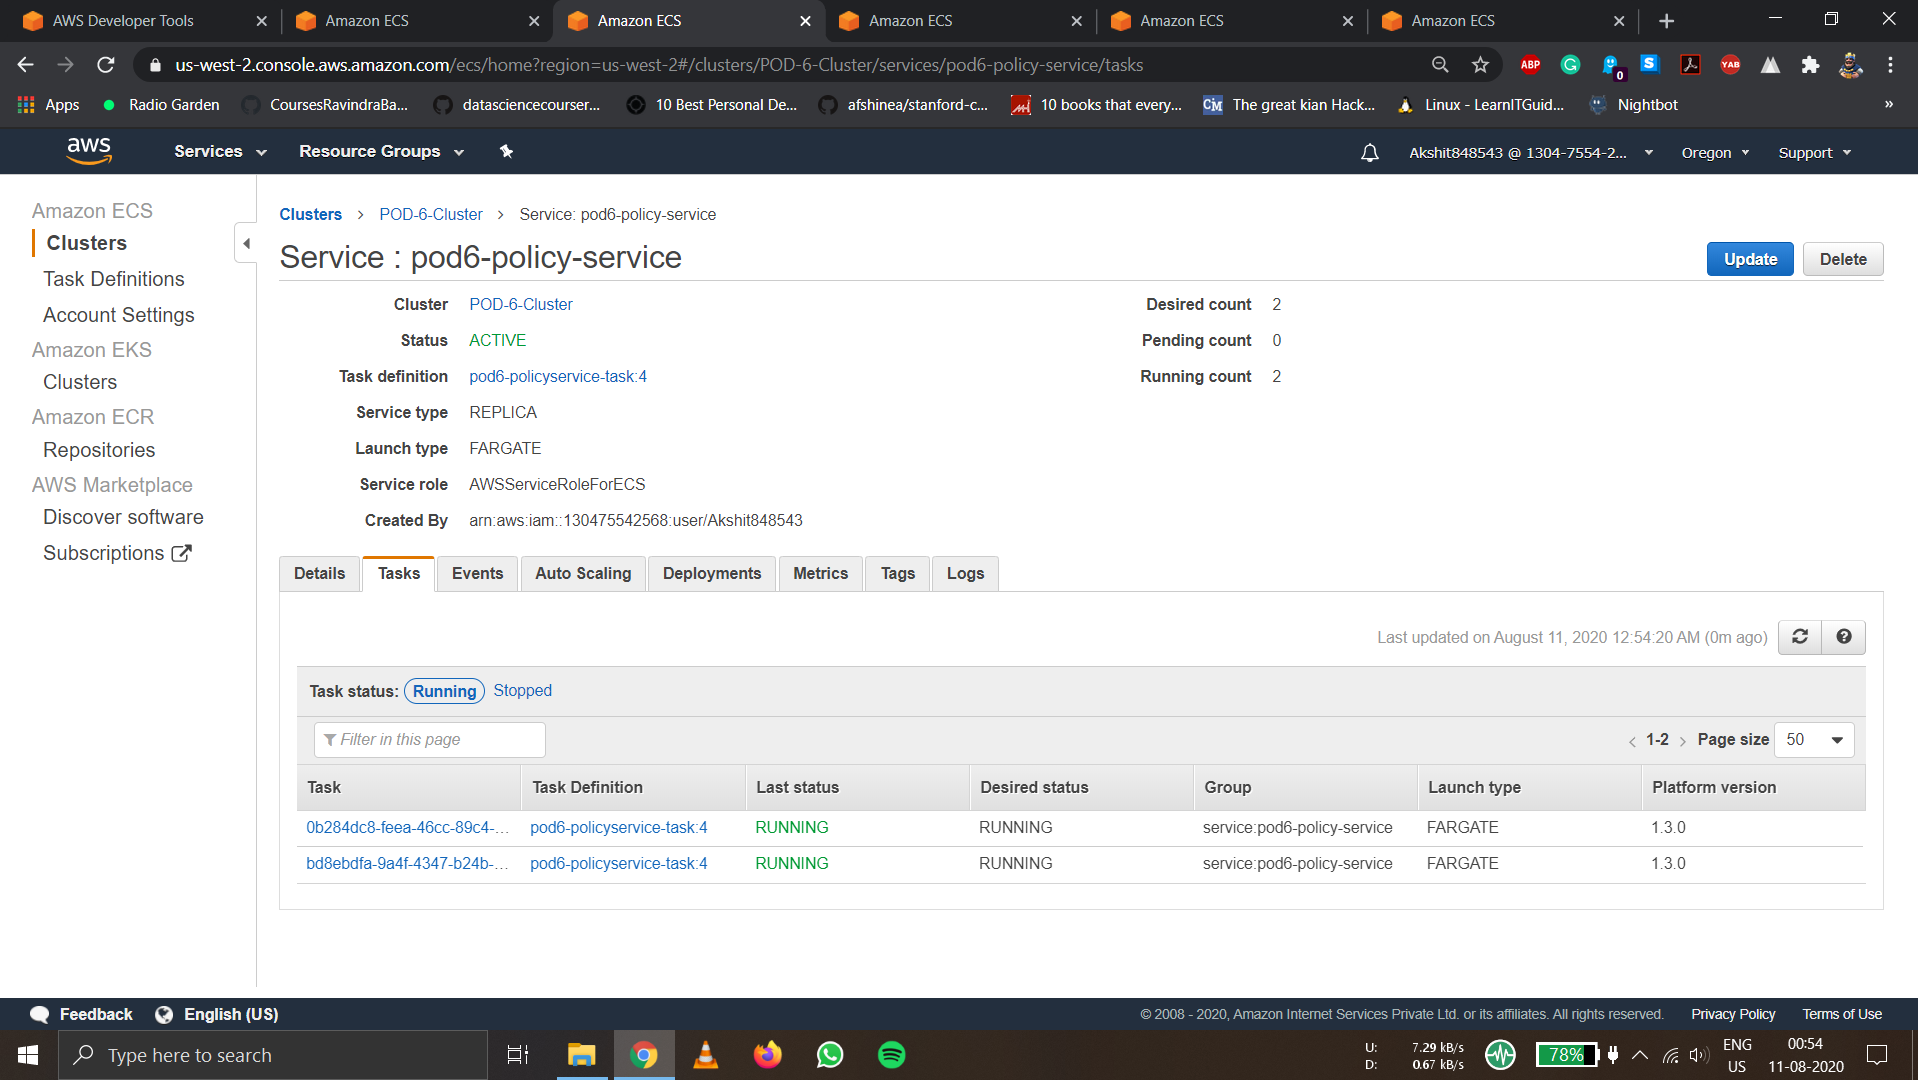 AWS Developer Tools
Amazon ECS
Amazon ECS
Amazon ECS
Amazon ECS
Amazon ECS
us-west-2.console.aws.amazon.com/ecs/home?region=us-west-2#/clusters/POD-6-Cluster/services/pod6-policy-service/tasks
ABP
G
0
S
YAB
Apps
Radio Garden
CoursesRavindraBa...
datasciencecourser...
10 Best Personal De...
afshinea/stanford-c...
10 books that every...
CJM
The great kian Hack...
Linux - LearnITGuid...
Nightbot
»
aws
Services
Resource Groups
Akshit848543 @ 1304-7554-2...
Oregon
Support
Amazon ECS
Clusters
Task Definitions
Account Settings
Amazon EKS
Clusters
Amazon ECR
Repositories
AWS Marketplace
Discover software
Subscriptions
Clusters > POD-6-Cluster > Service: pod6-policy-service
Service : pod6-policy-service
Update
Delete
Cluster POD-6-Cluster
Status ACTIVE
Task definition pod6-policyservice-task:4
Service type REPLICA
Launch type FARGATE
Service role AWSServiceRoleForECS
Created By arn:aws:iam::130475542568:user/Akshit848543
Desired count 2
Pending count 0
Running count 2
Details Tasks Events Auto Scaling Deployments Metrics Tags Logs
Last updated on August 11, 2020 12:54:20 AM (0m ago)
Task status: Running Stopped
Filter in this page
< 1-2 > Page size 50
Task Task Definition Last status Desired status Group Launch type Platform version
0b284dc8-feea-46cc-89c4-... pod6-policyservice-task:4 RUNNING RUNNING service:pod6-policy-service FARGATE 1.3.0
bd8ebdfa-9a4f-4347-b24b-... pod6-policyservice-task:4 RUNNING RUNNING service:pod6-policy-service FARGATE 1.3.0
Feedback
English (US)
© 2008 - 2020, Amazon Internet Services Private Ltd. or its affiliates. All rights reserved.
Privacy Policy
Terms of Use
Type here to search
U: 7.29 kB/s
D: 0.67 kB/s
78%
ENG
US
00:54
11-08-2020